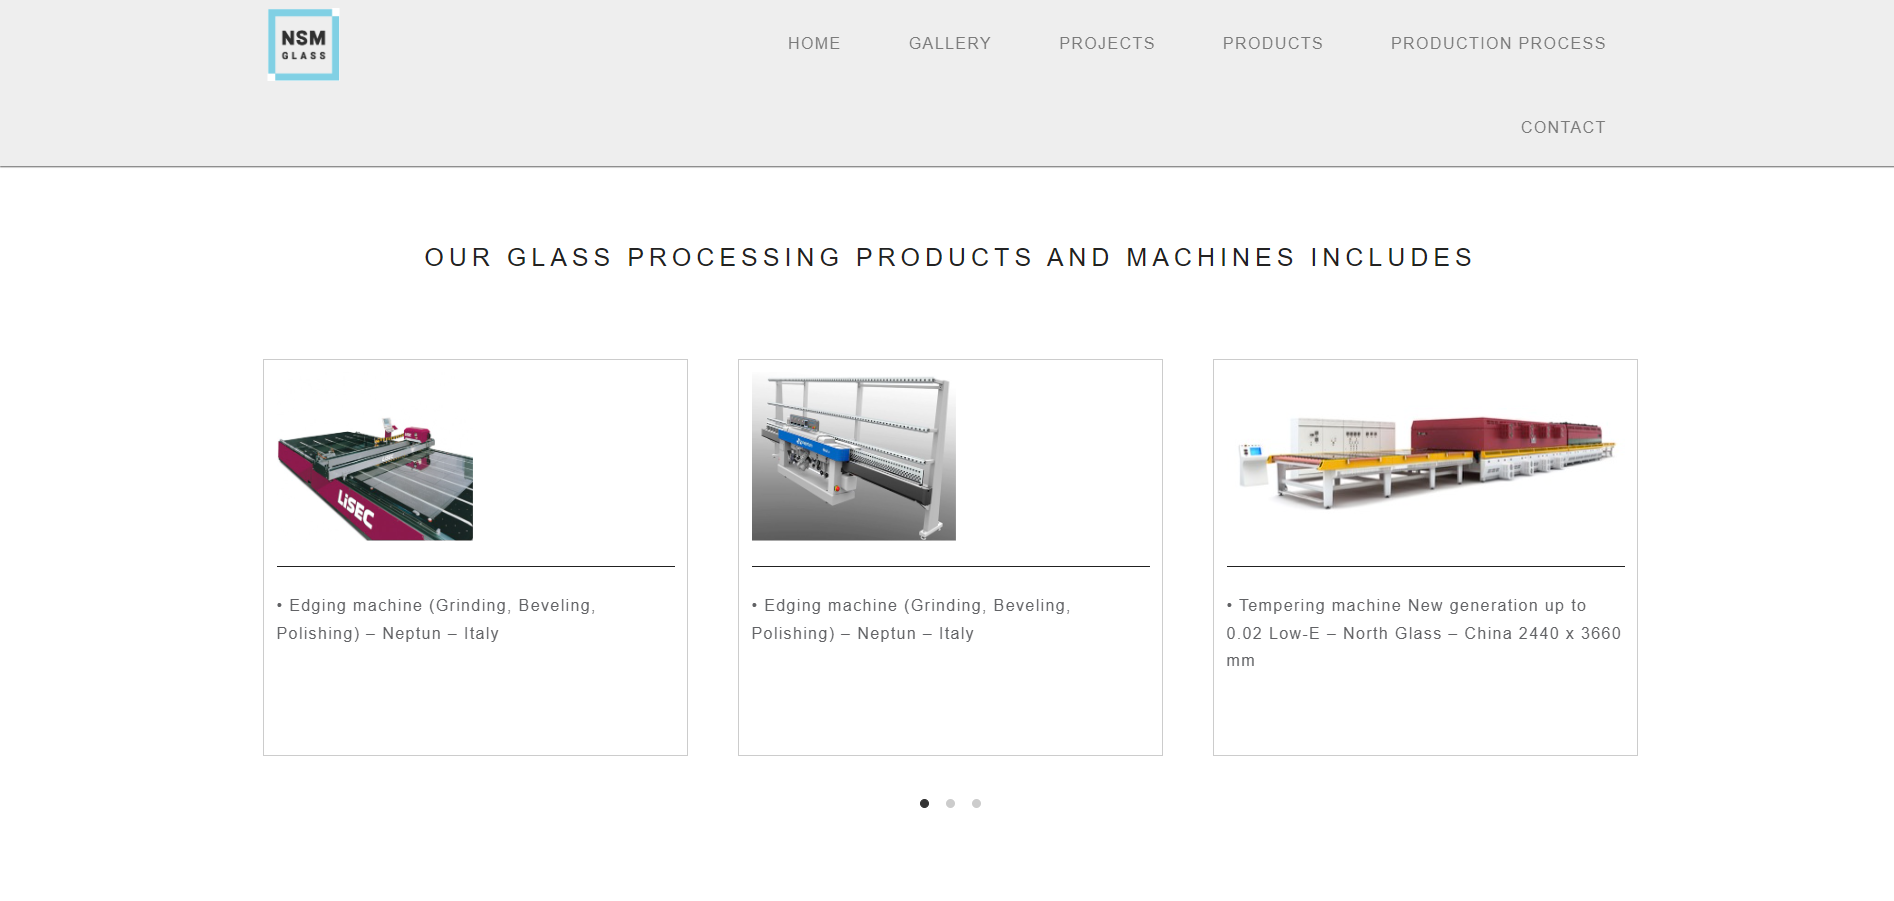 NSM
GLASS
HOME GALLERY PROJECTS PRODUCTS PRODUCTION PROCESS
CONTACT
OUR GLASS PROCESSING PRODUCTS AND MACHINES INCLUDES
LiSEC
• Edging machine (Grinding, Beveling,
Polishing) – Neptun – Italy
• Edging machine (Grinding, Beveling,
Polishing) – Neptun – Italy
• Tempering machine New generation up to
0.02 Low-E – North Glass – China 2440 x 3660
mm